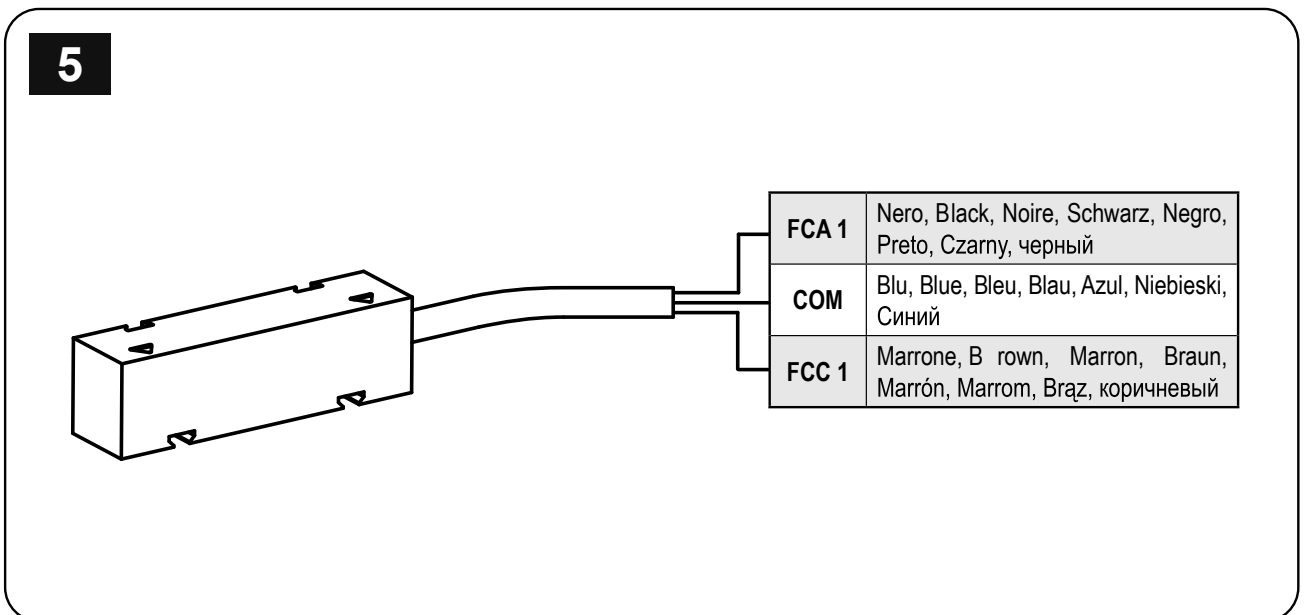 5
FCA 1
Nero, Black, Noire, Schwarz, Negro,
Preto, Czarny, черный
COM
Blu, Blue, Bleu, Blau, Azul, Niebieski,
Синий
FCC 1
Marrone, B rown, Marron, Braun,
Marrón, Marrom, Brąz, коричневый